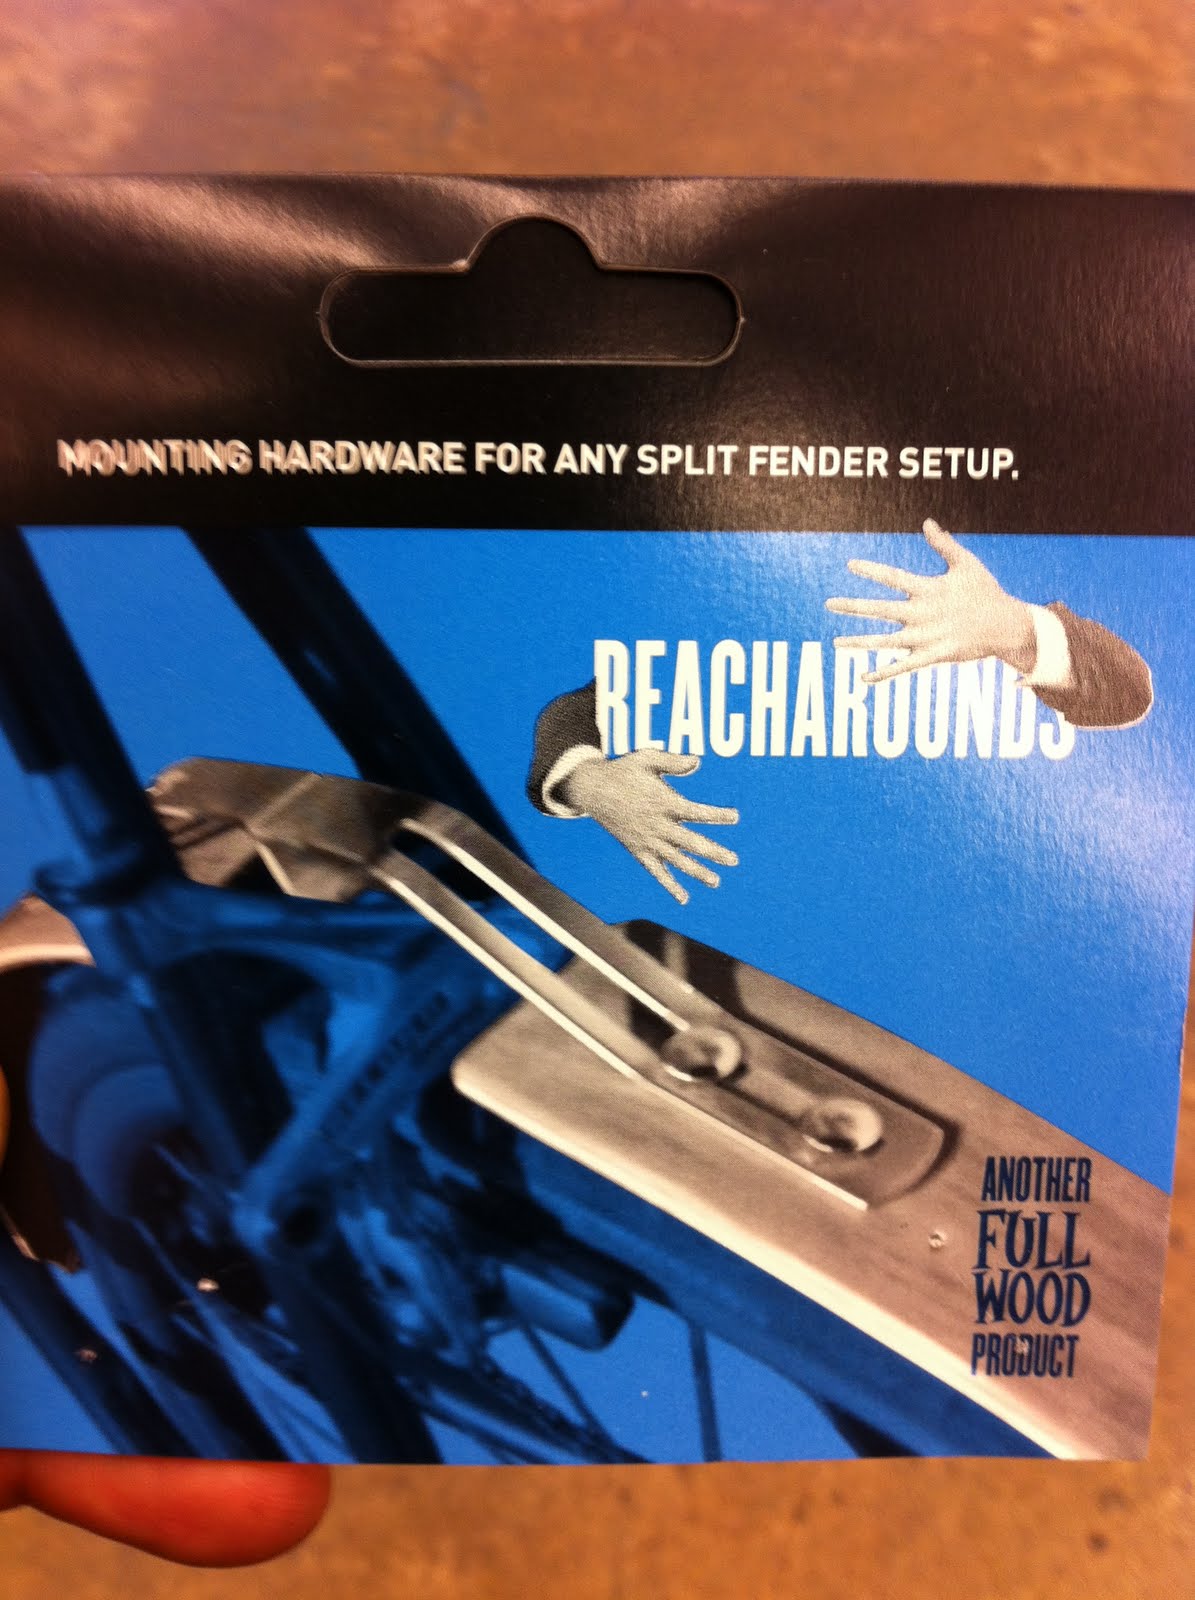 MOUNTING HARDWARE FOR ANY SPLIT FENDER SETUP.
REACHAROUNDS
ANOTHER
FULL
WOOD
PRODUCT